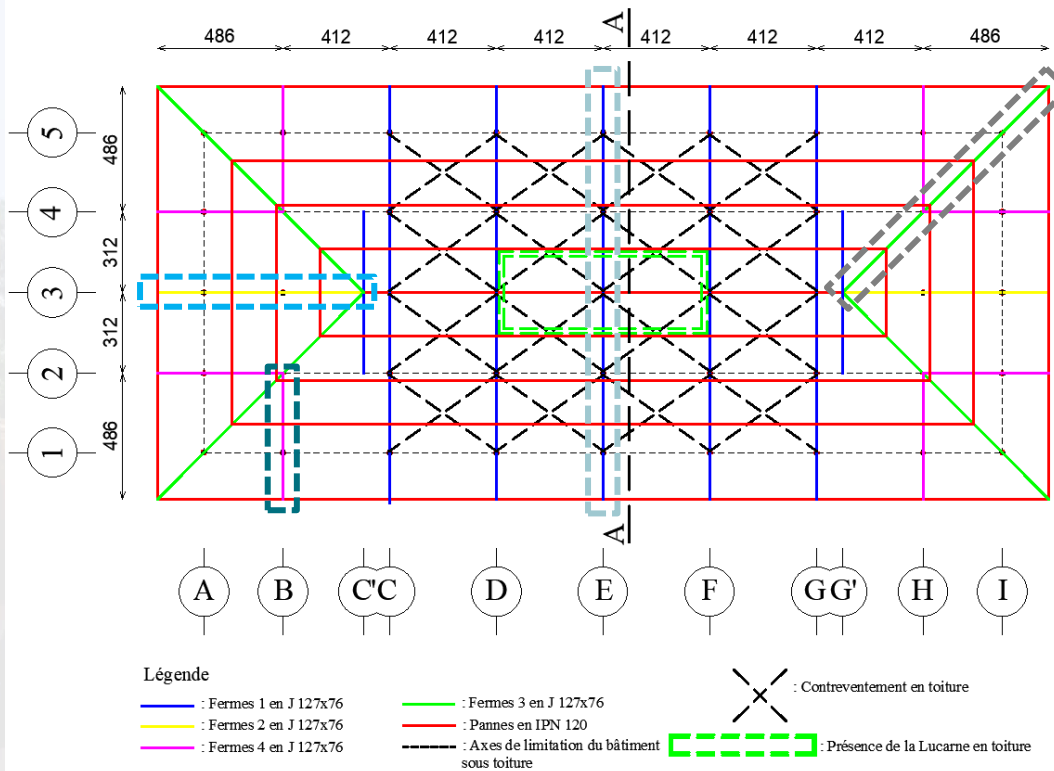 A
486 412 412 412 412 412 412 486
5
486
4
312
3
312
2
486
1
A
A B C' C D E F G G' H I
Légende
: Fermes 1 en J 127x76
: Fermes 2 en J 127x76
: Fermes 4 en J 127x76
: Fermes 3 en J 127x76
: Pannes en IPN 120
: Axes de limitation du bâtiment
sous toiture
: Contreventement en toiture
: Présence de la Lucarne en toiture